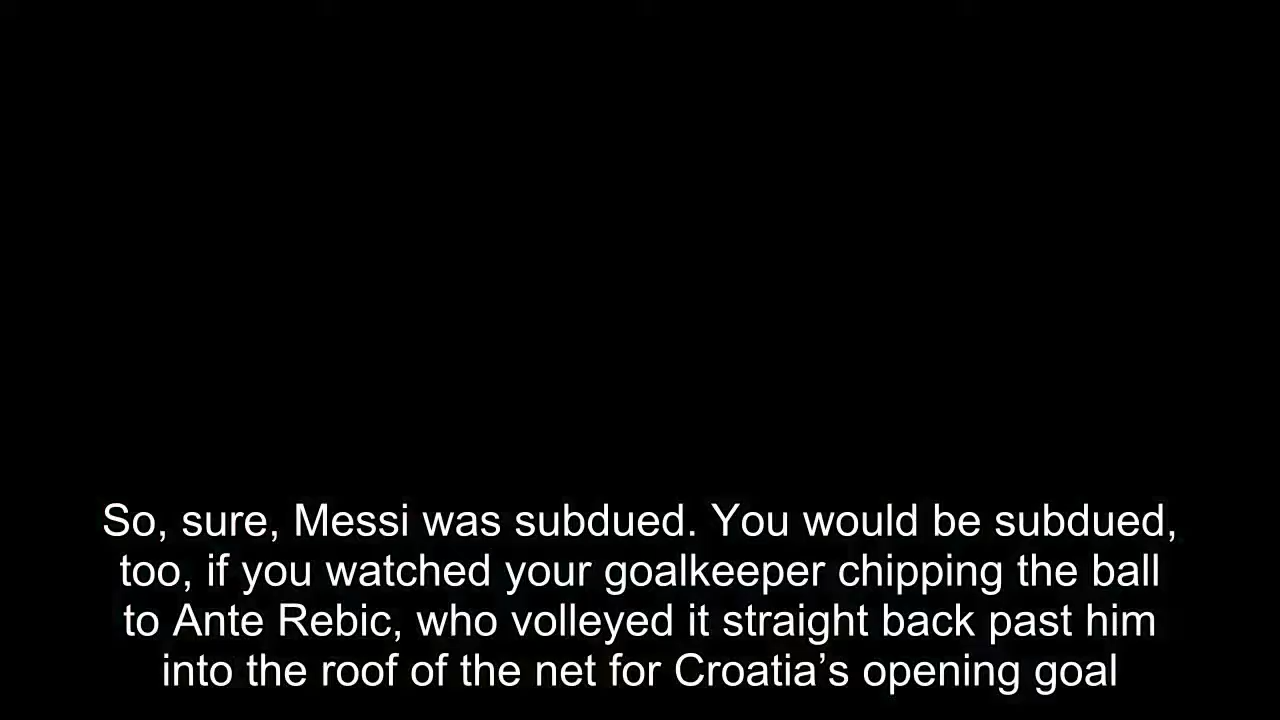 So, sure, Messi was subdued. You would be subdued,
too, if you watched your goalkeeper chipping the ball
to Ante Rebic, who volleyed it straight back past him
into the roof of the net for Croatia’s opening goal